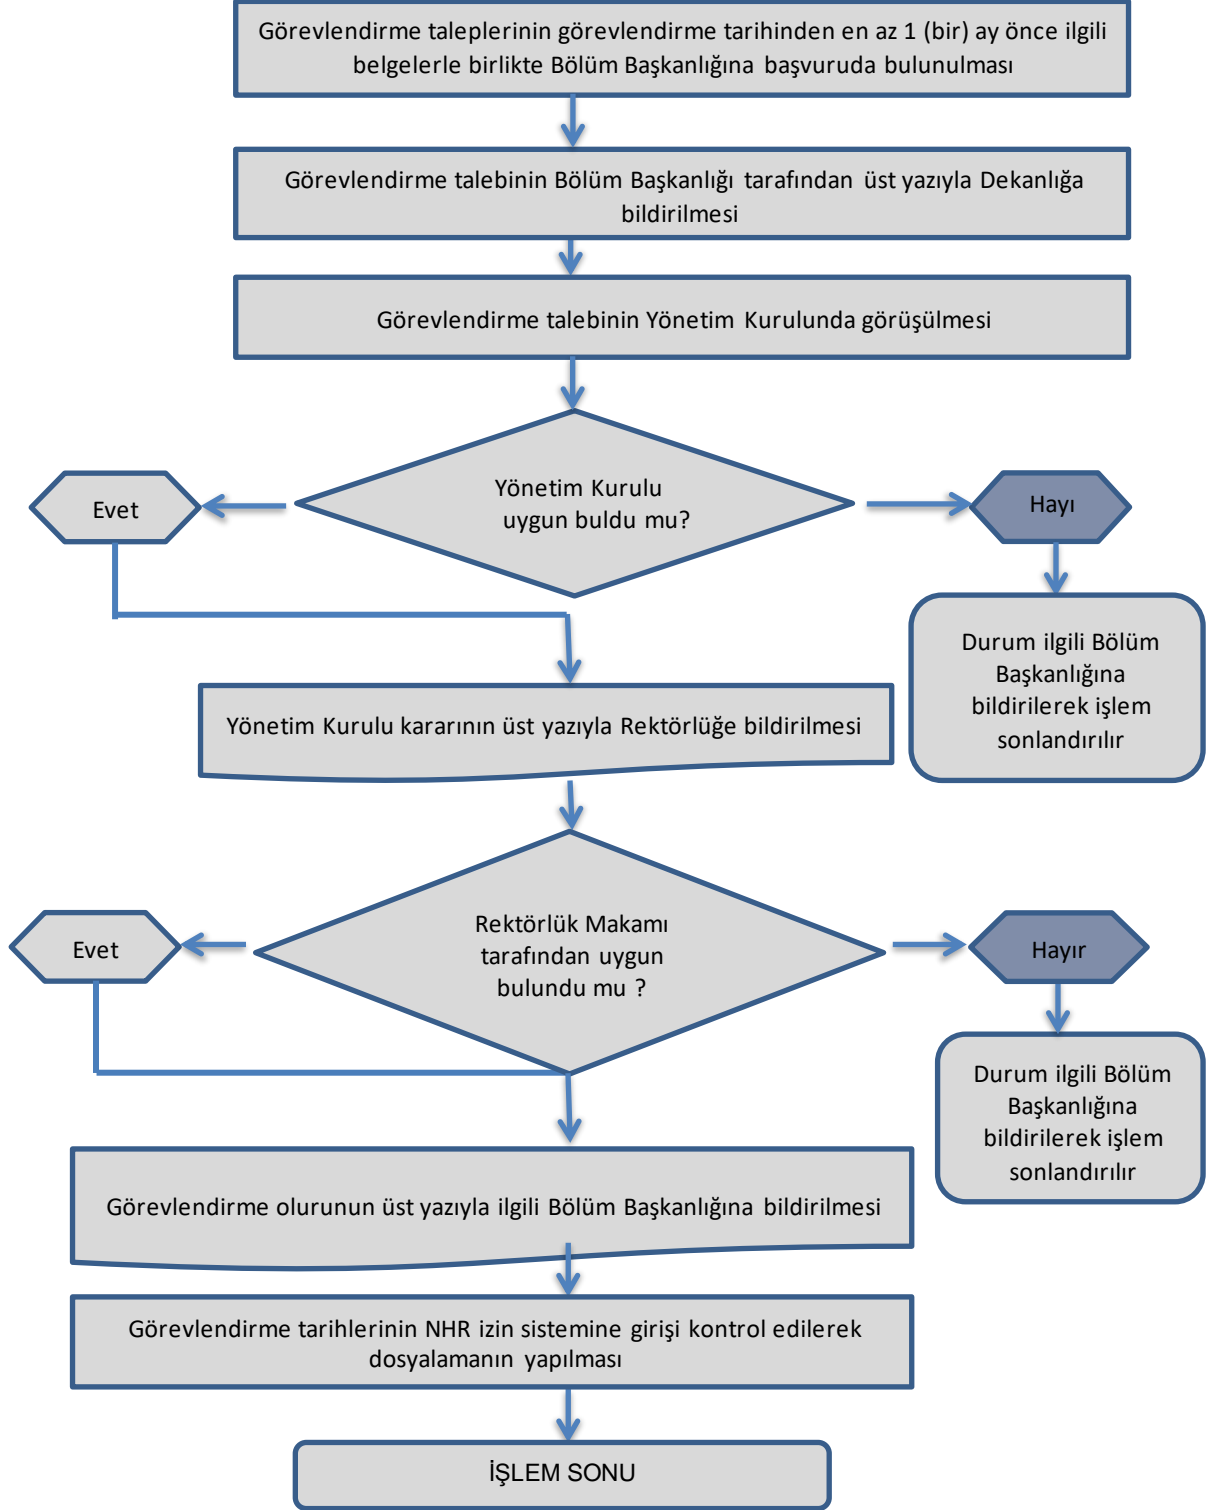 Görevlendirme taleplerinin görevlendirme tarihinden en az 1 (bir) ay önce ilgili
belgelerle birlikte Bölüm Başkanlığına başvuruda bulunulması
Görevlendirme talebinin Bölüm Başkanlığı tarafından üst yazıyla Dekanlığa
bildirilmesi
Görevlendirme talebinin Yönetim Kurulunda görüşülmesi
Yönetim Kurulu
uygun buldu mu?
Evet
Hayı
Durum ilgili Bölüm
Başkanlığına
bildirilerek işlem
sonlandırılır
Yönetim Kurulu kararının üst yazıyla Rektörlüğe bildirilmesi
Rektörlük Makamı
tarafından uygun
bulundu mu ?
Evet
Hayır
Durum ilgili Bölüm
Başkanlığına
bildirilerek işlem
sonlandırılır
Görevlendirme olurunun üst yazıyla ilgili Bölüm Başkanlığına bildirilmesi
Görevlendirme tarihlerinin NHR izin sistemine girişi kontrol edilerek
dosyalamanın yapılması
İŞLEM SONU